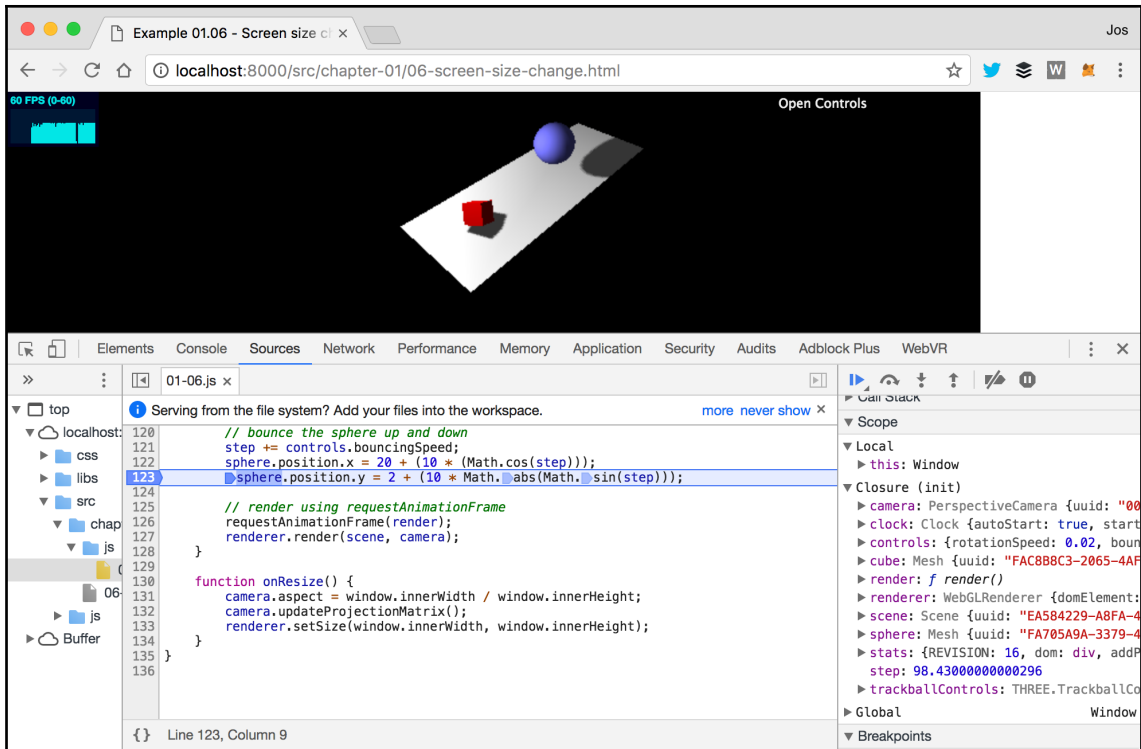 Example 01.06 - Screen size cl ×
Jos
localhost:8000/src/chapter-01/06-screen-size-change.html
W
60 FPS (0-60)
Open Controls
Elements Console Sources Network Performance Memory Application Security Audits Adblock Plus WebVR
» 01-06.js ×
top
localhost:
css
libs
src
chap
js
0
06-
js
Buffer
Serving from the file system? Add your files into the workspace. more never show ×
120 // bounce the sphere up and down
121 step += controls.bouncingSpeed;
122 sphere.position.x = 20 + (10 * (Math.cos(step)));
123 sphere.position.y = 2 + (10 * Math.abs(Math.sin(step)));
124
125 // render using requestAnimationFrame
126 requestAnimationFrame(render);
127 renderer.render(scene, camera);
128 }
129
130 function onResize() {
131 camera.aspect = window.innerWidth / window.innerHeight;
132 camera.updateProjectionMatrix();
133 renderer.setSize(window.innerWidth, window.innerHeight);
134 }
135 }
136
{} Line 123, Column 9
Call Stack
Scope
Local
this: Window
Closure (init)
camera: PerspectiveCamera {uuid: "00
clock: Clock {autoStart: true, start
controls: {rotationSpeed: 0.02, boun
cube: Mesh {uuid: "FAC8B8C3-2065-4AF
render: f render()
renderer: WebGLRenderer {domElement:
scene: Scene {uuid: "EA584229-A8FA-4
sphere: Mesh {uuid: "FA705A9A-3379-4
stats: {REVISION: 16, dom: div, addP
step: 98.43000000000296
trackballControls: THREE.TrackballCo
Global Window
Breakpoints